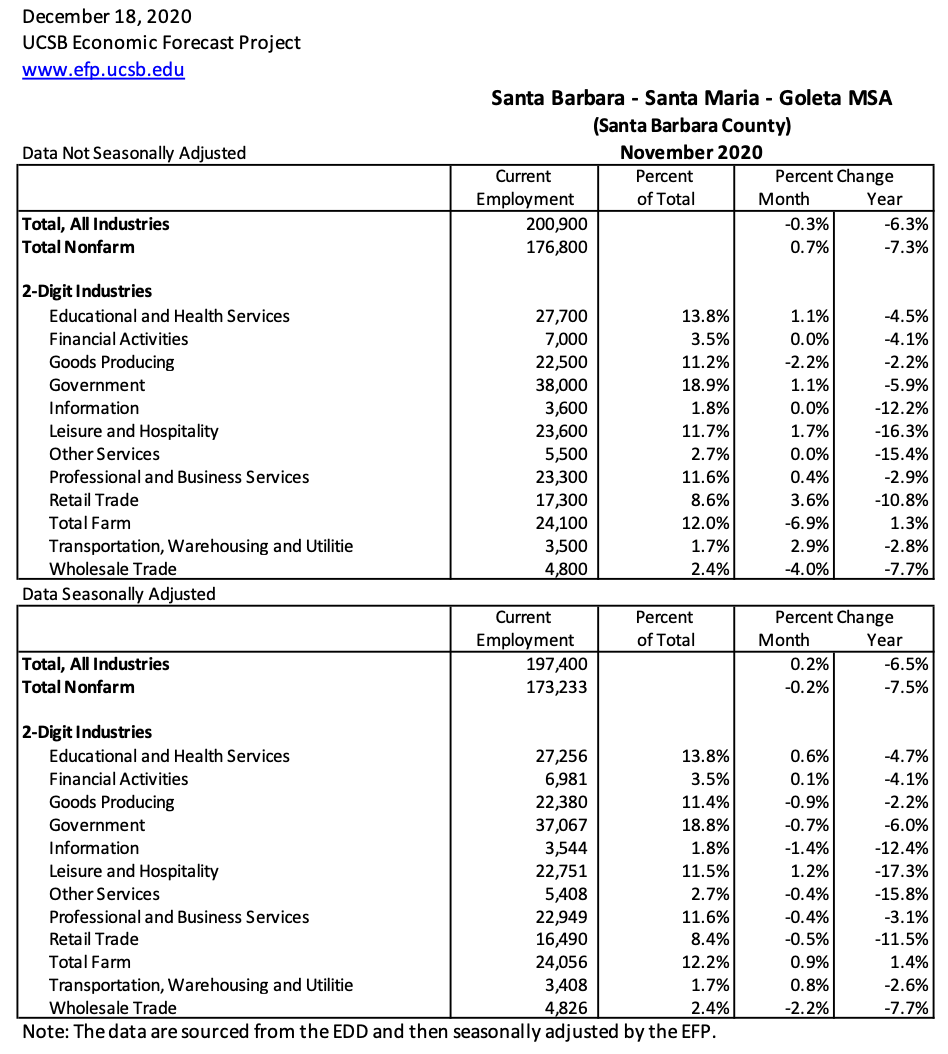 December 18, 2020
UCSB Economic Forecast Project
www.efp.ucsb.edu
Santa Barbara - Santa Maria - Goleta MSA
(Santa Barbara County)
Data Not Seasonally Adjusted November 2020
Current Percent Percent Change
Employment of Total Month Year
Total, All Industries 200,900 -0.3% -6.3%
Total Nonfarm 176,800 0.7% -7.3%
2-Digit Industries
Educational and Health Services 27,700 13.8% 1.1% -4.5%
Financial Activities 7,000 3.5% 0.0% -4.1%
Goods Producing 22,500 11.2% -2.2% -2.2%
Government 38,000 18.9% 1.1% -5.9%
Information 3,600 1.8% 0.0% -12.2%
Leisure and Hospitality 23,600 11.7% 1.7% -16.3%
Other Services 5,500 2.7% 0.0% -15.4%
Professional and Business Services 23,300 11.6% 0.4% -2.9%
Retail Trade 17,300 8.6% 3.6% -10.8%
Total Farm 24,100 12.0% -6.9% 1.3%
Transportation, Warehousing and Utilitie 3,500 1.7% 2.9% -2.8%
Wholesale Trade 4,800 2.4% -4.0% -7.7%
Data Seasonally Adjusted
Current Percent Percent Change
Employment of Total Month Year
Total, All Industries 197,400 0.2% -6.5%
Total Nonfarm 173,233 -0.2% -7.5%
2-Digit Industries
Educational and Health Services 27,256 13.8% 0.6% -4.7%
Financial Activities 6,981 3.5% 0.1% -4.1%
Goods Producing 22,380 11.4% -0.9% -2.2%
Government 37,067 18.8% -0.7% -6.0%
Information 3,544 1.8% -1.4% -12.4%
Leisure and Hospitality 22,751 11.5% 1.2% -17.3%
Other Services 5,408 2.7% -0.4% -15.8%
Professional and Business Services 22,949 11.6% -0.4% -3.1%
Retail Trade 16,490 8.4% -0.5% -11.5%
Total Farm 24,056 12.2% 0.9% 1.4%
Transportation, Warehousing and Utilitie 3,408 1.7% 0.8% -2.6%
Wholesale Trade 4,826 2.4% -2.2% -7.7%
Note: The data are sourced from the EDD and then seasonally adjusted by the EFP.